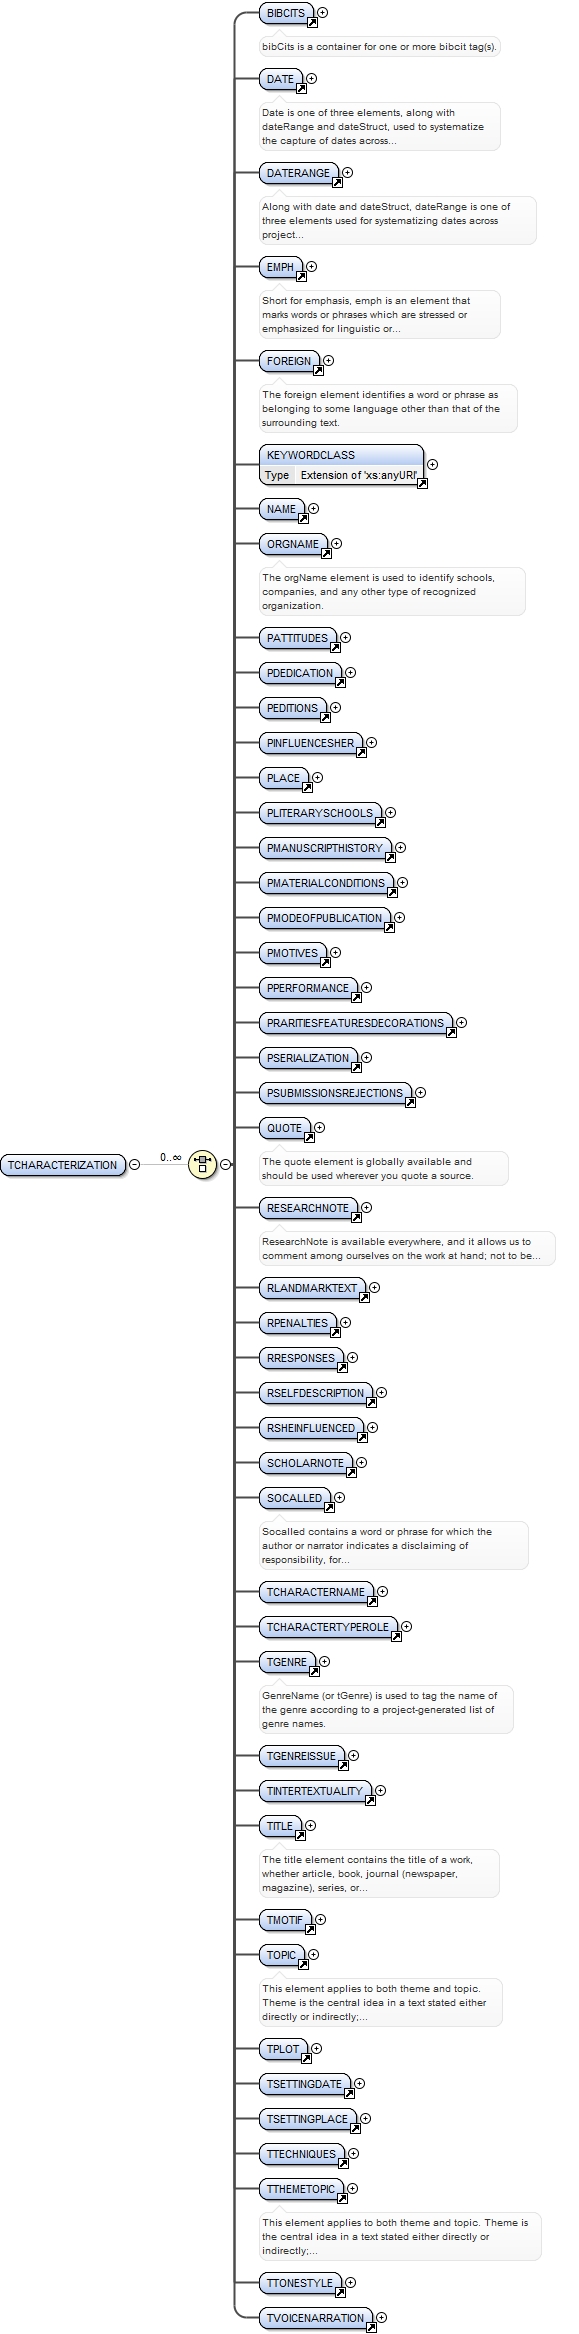 BIBCITS
bibCits is a container for one or more bibcit tag(s).
DATE
Date is one of three elements, along with
dateRange and dateStruct, used to systematize
the capture of dates across...
DATERANGE
Along with date and dateStruct, dateRange is one of
three elements used for systematizing dates across
project...
EMPH
Short for emphasis, emph is an element that
marks words or phrases which are stressed or
emphasized for linguistic or...
FOREIGN
The foreign element identifies a word or phrase as
belonging to some language other than that of the
surrounding text.
KEYWORDCLASS
Type Extension of 'xs:anyURI'
NAME
ORGNAME
The orgName element is used to identify schools,
companies, and any other type of recognized
organization.
PATTITUDES
PDEDICATION
PEDITIONS
PINFLUENCESHER
PLACE
PLITERARYSCHOOLS
PMANUSCRIPTHISTORY
PMATERIALCONDITIONS
PMODEOFPUBLICATION
PMOTIVES
PPERFORMANCE
PRARITIESFEATURESDECORATIONS
PSERIALIZATION
PSUBMISSIONSREJECTIONS
QUOTE
TCHARACTERIZATION 0..∞
The quote element is globally available and
should be used wherever you quote a source.
RESEARCHNOTE
ResearchNote is available everywhere, and it allows us to
comment among ourselves on the work at hand; not to be...
RLANDMARKTEXT
RPENALTIES
RRESPONSES
RSELFDESCRIPTION
RSHEINFLUENCED
SCHOLARNOTE
SOCALLED
Socalled contains a word or phrase for which the
author or narrator indicates a disclaiming of
responsibility, for...
TCHARACTERNAME
TCHARACTERTYPEROLE
TGENRE
GenreName (or tGenre) is used to tag the name of
the genre according to a project-generated list of
genre names.
TGENREISSUE
TINTERTEXTUALITY
TITLE
The title element contains the title of a work,
whether article, book, journal (newspaper,
magazine), series, or...
TMOTIF
TOPIC
This element applies to both theme and topic.
Theme is the central idea in a text stated either
directly or indirectly;...
TPLOT
TSETTINGDATE
TSETTINGPLACE
TTECHNIQUES
TTHEMETOPIC
This element applies to both theme and topic. Theme is
the central idea in a text stated either directly or
indirectly;...
TTONESTYLE
TVOICENARRATION